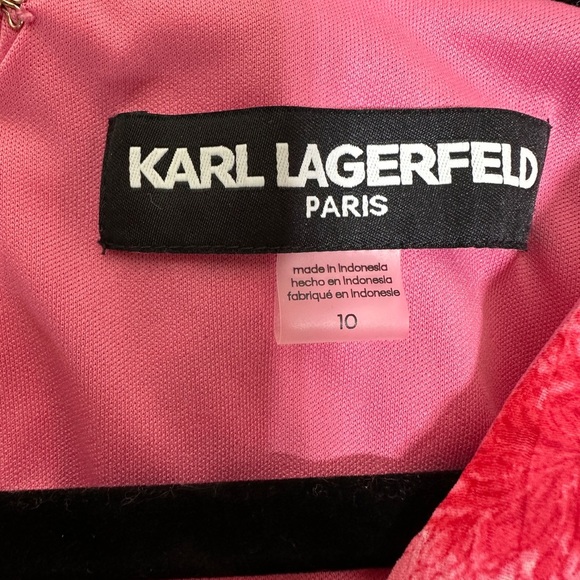 KARL LAGERFELD
PARIS
made in Indonesia
hecho en Indonesia
fabriqué en Indonesie
10